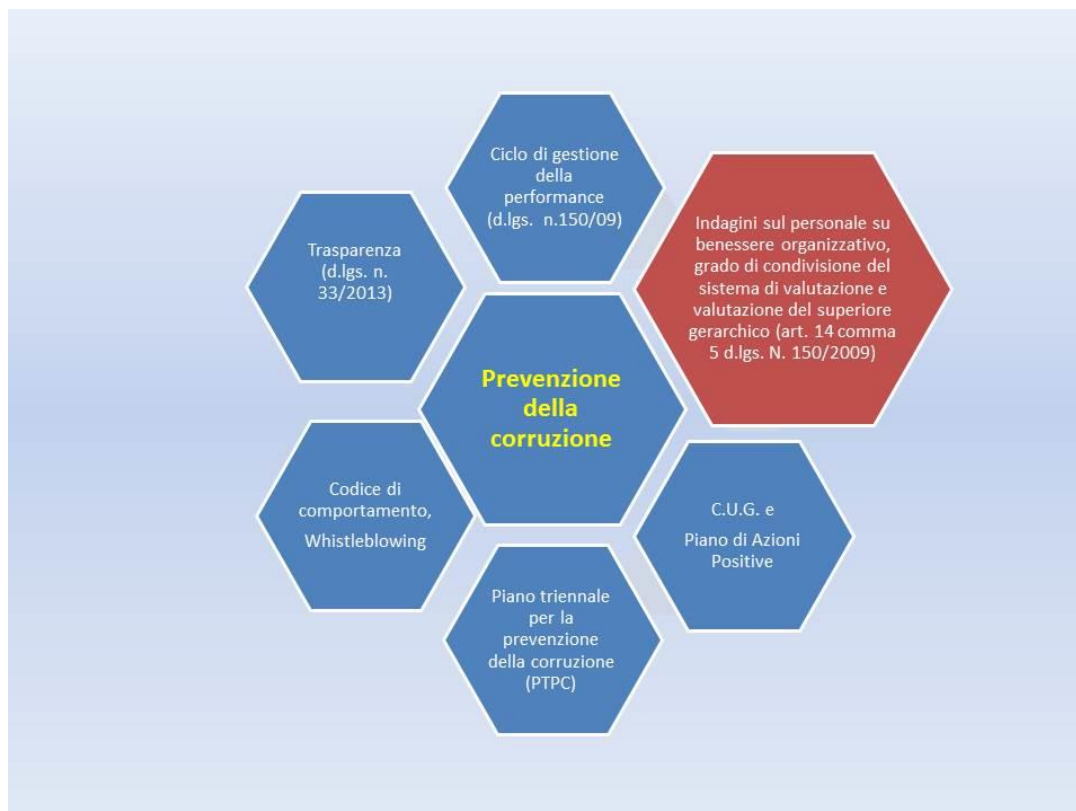 Ciclo di gestione
della
performance
(d.lgs. n.150/09)
Indagini sul personale su
benessere organizzativo,
grado di condivisione del
sistema di valutazione e
valutazione del superiore
gerarchico (art. 14 comma
5 d.lgs. N. 150/2009)
Trasparenza
(d.lgs. n.
33/2013)
Prevenzione
della
corruzione
Codice di
comportamento,
Whistleblowing
C.U.G. e
Piano di Azioni
Positive
Piano triennale
per la
prevenzione
della corruzione
(PTPC)